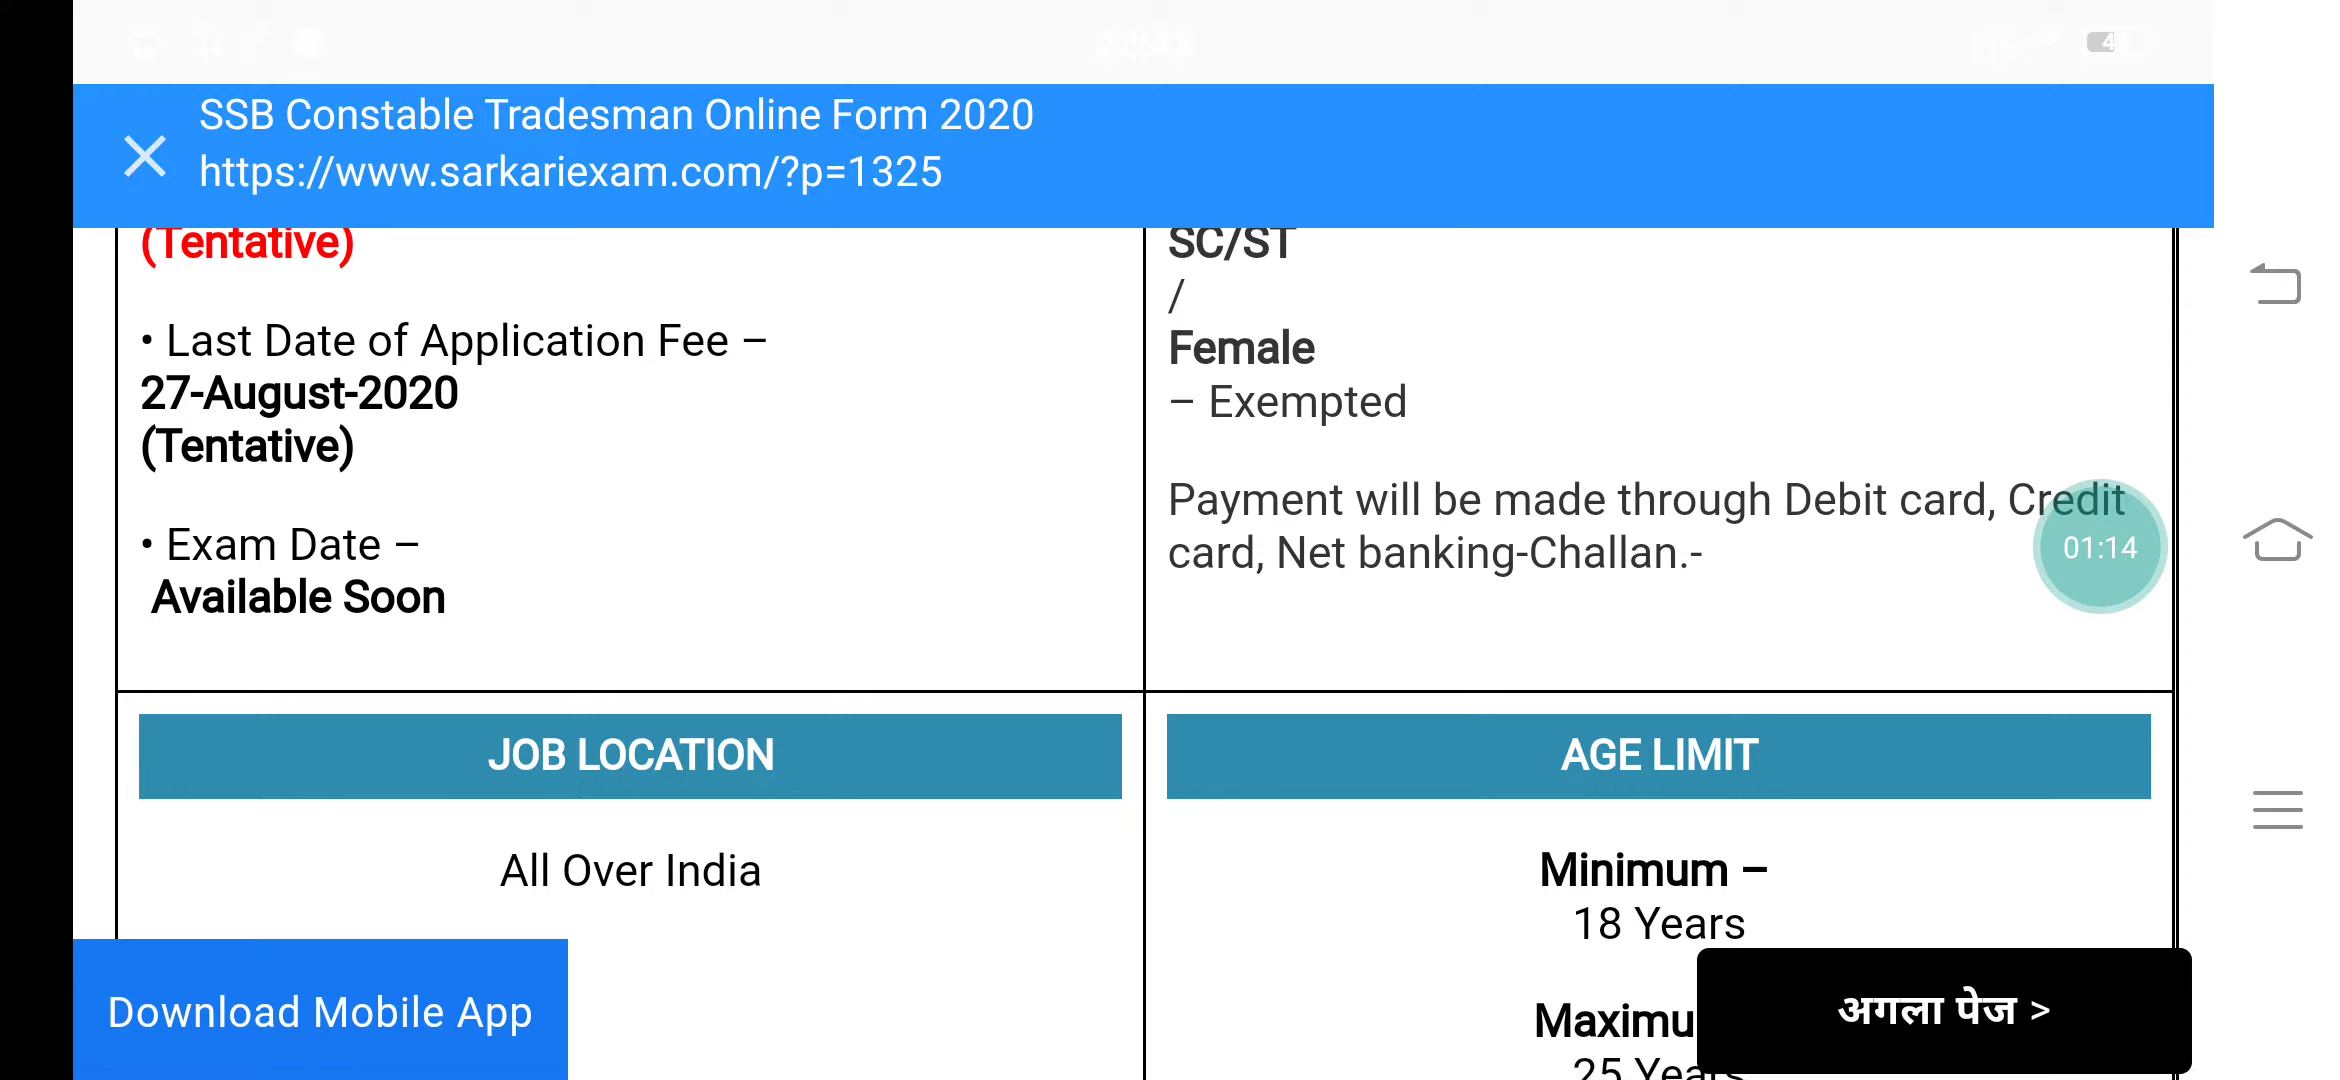 SSB Constable Tradesman Online Form 2020
https://www.sarkariexam.com/?p=1325
(Tentative)
• Last Date of Application Fee –
27-August-2020
(Tentative)
• Exam Date –
Available Soon
SC/ST
/
Female
– Exempted
Payment will be made through Debit card, Credit
card, Net banking-Challan.-
01:14
JOB LOCATION
All Over India
AGE LIMIT
Minimum –
18 Years
Maximu
25 Years
Download Mobile App
अगला पेज >